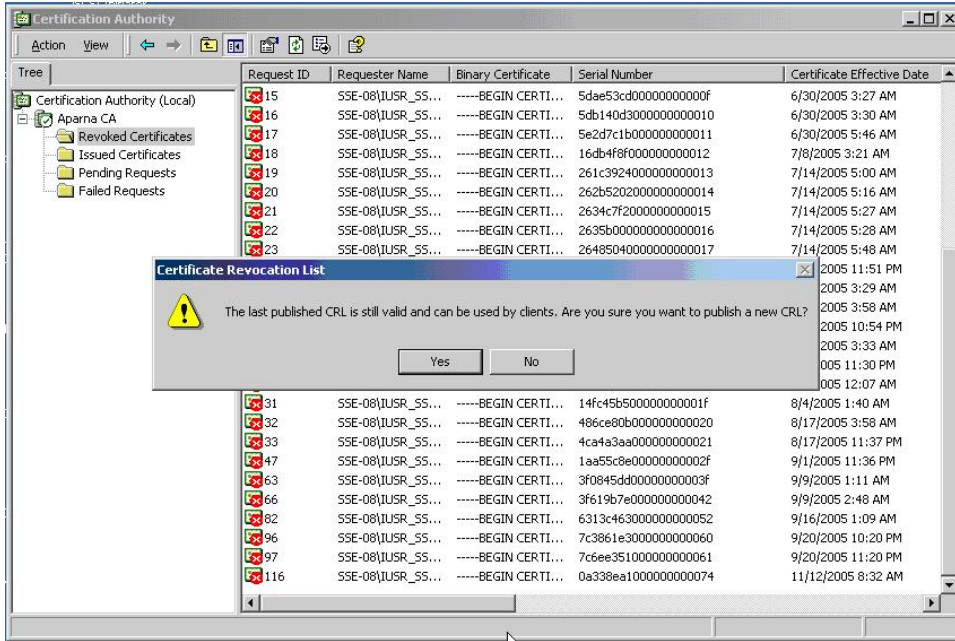 Certification Authority
Action View
Tree
Certification Authority (Local)
Aparna CA
Revoked Certificates
Issued Certificates
Pending Requests
Failed Requests
Request ID Requester Name Binary Certificate Serial Number Certificate Effective Date
15 SSE-08\IUSR_SS... -----BEGIN CERTI... 5dae53cd00000000000f 6/30/2005 3:27 AM
16 SSE-08\IUSR_SS... -----BEGIN CERTI... 5db140d3000000000010 6/30/2005 3:30 AM
17 SSE-08\IUSR_SS... -----BEGIN CERTI... 5e2d7c1b000000000011 6/30/2005 5:46 AM
18 SSE-08\IUSR_SS... -----BEGIN CERTI... 16db4f8f000000000012 7/8/2005 3:21 AM
19 SSE-08\IUSR_SS... -----BEGIN CERTI... 261c3924000000000013 7/14/2005 5:00 AM
20 SSE-08\IUSR_SS... -----BEGIN CERTI... 262b5202000000000014 7/14/2005 5:16 AM
21 SSE-08\IUSR_SS... -----BEGIN CERTI... 2634c7f2000000000015 7/14/2005 5:27 AM
22 SSE-08\IUSR_SS... -----BEGIN CERTI... 2635b000000000000016 7/14/2005 5:28 AM
23 SSE-08\IUSR_SS... -----BEGIN CERTI... 26485040000000000017 7/14/2005 5:48 AM
2005 11:51 PM
2005 3:29 AM
2005 3:58 AM
2005 10:54 PM
2005 3:33 AM
005 11:30 PM
005 12:07 AM
Certificate Revocation List
The last published CRL is still valid and can be used by clients. Are you sure you want to publish a new CRL?
Yes No
31 SSE-08\IUSR_SS... -----BEGIN CERTI... 14fc45b500000000001f 8/4/2005 1:40 AM
32 SSE-08\IUSR_SS... -----BEGIN CERTI... 486ce80b000000000020 8/17/2005 3:58 AM
33 SSE-08\IUSR_SS... -----BEGIN CERTI... 4ca4a3aa000000000021 8/17/2005 11:37 PM
47 SSE-08\IUSR_SS... -----BEGIN CERTI... 1aa55c8e00000000002f 9/1/2005 11:36 PM
63 SSE-08\IUSR_SS... -----BEGIN CERTI... 3f0845dd00000000003f 9/9/2005 1:11 AM
66 SSE-08\IUSR_SS... -----BEGIN CERTI... 3f619b7e000000000042 9/9/2005 2:48 AM
82 SSE-08\IUSR_SS... -----BEGIN CERTI... 6313c463000000000052 9/16/2005 1:09 AM
96 SSE-08\IUSR_SS... -----BEGIN CERTI... 7c3861e3000000000060 9/20/2005 10:20 PM
97 SSE-08\IUSR_SS... -----BEGIN CERTI... 7c6ee351000000000061 9/20/2005 11:20 PM
116 SSE-08\IUSR_SS... -----BEGIN CERTI... 0a338ea1000000000074 11/12/2005 8:32 AM